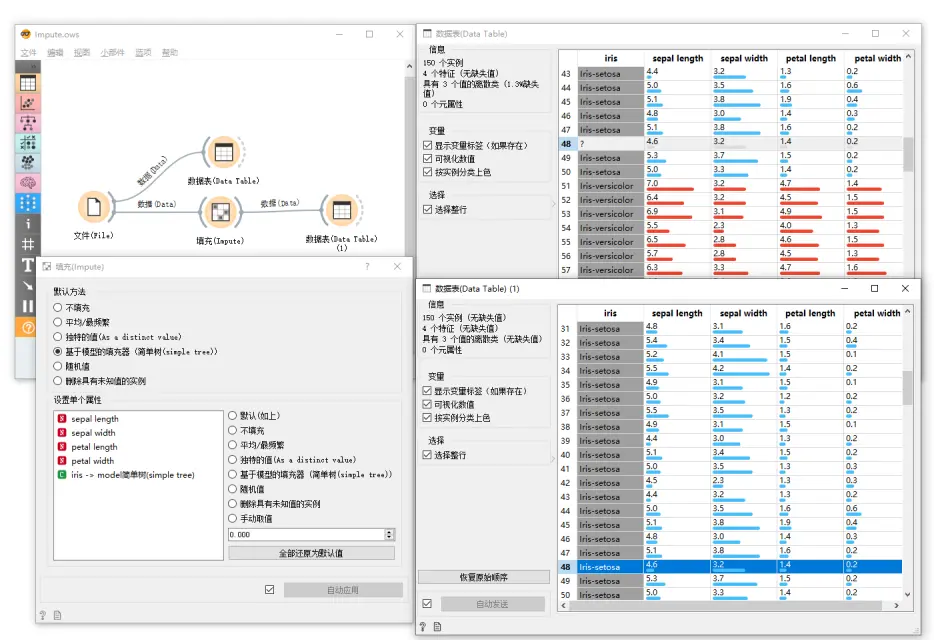 Impute.ows
文件 编辑 视图 小部件 选项 帮助
数据(Data)
数据表(Data Table)
数据(Data)
数据(Data)
文件(File)
填充(Impute)
数据表(Data Table)
(1)
数据表(Data Table)
信息
150 个实例
4 个特征 (无缺失值)
具有 3 个值的离散类 (1.3%缺失
值)
0 个元属性
变量
显示变量标签 (如果存在)
可视化数值
按实例分类上色
选择
选择整行
iris sepal length sepal width petal length petal width
43 Iris-setosa 4.4 3.2 1.3 0.2
44 Iris-setosa 5.0 3.5 1.6 0.6
45 Iris-setosa 5.1 3.8 1.9 0.4
46 Iris-setosa 4.8 3.0 1.4 0.3
47 Iris-setosa 5.1 3.8 1.6 0.2
48 ? 4.6 3.2 1.4 0.2
49 Iris-setosa 5.3 3.7 1.5 0.2
50 Iris-setosa 5.0 3.3 1.4 0.2
51 Iris-versicolor 7.0 3.2 4.7 1.4
52 Iris-versicolor 6.4 3.2 4.5 1.5
53 Iris-versicolor 6.9 3.1 4.9 1.5
54 Iris-versicolor 5.5 2.3 4.0 1.3
55 Iris-versicolor 6.5 2.8 4.6 1.5
56 Iris-versicolor 5.7 2.8 4.5 1.3
57 Iris-versicolor 6.3 3.3 4.7 1.6
填充(Impute)
?
默认方法
不填充
平均/最频繁
独特的值(As a distinct value)
基于模型的填充器 (简单树(simple tree))
随机值
删除具有未知值的实例
设置单个属性
N sepal length
N sepal width
N petal length
N petal width
C iris -> model简单树(simple tree)
默认(如上)
不填充
平均/最频繁
独特的值(As a distinct value)
基于模型的填充器 (简单树(simple tree))
随机值
删除具有未知值的实例
手动取值
0.000
全部还原为默认值
自动应用
?
数据表(Data Table) (1)
信息
150 个实例 (无缺失值)
4 个特征 (无缺失值)
具有 3 个值的离散类 (无缺失值)
0 个元属性
变量
显示变量标签 (如果存在)
可视化数值
按实例分类上色
选择
选择整行
恢复原始顺序
自动发送
?
iris sepal length sepal width petal length petal width
31 Iris-setosa 4.8 3.1 1.6 0.2
32 Iris-setosa 5.4 3.4 1.5 0.4
33 Iris-setosa 5.2 4.1 1.5 0.1
34 Iris-setosa 5.5 4.2 1.4 0.2
35 Iris-setosa 4.9 3.1 1.5 0.1
36 Iris-setosa 5.0 3.2 1.2 0.2
37 Iris-setosa 5.5 3.5 1.3 0.2
38 Iris-setosa 4.9 3.1 1.5 0.1
39 Iris-setosa 4.4 3.0 1.3 0.2
40 Iris-setosa 5.1 3.4 1.5 0.2
41 Iris-setosa 5.0 3.5 1.3 0.3
42 Iris-setosa 4.5 2.3 1.3 0.3
43 Iris-setosa 4.4 3.2 1.3 0.2
44 Iris-setosa 5.0 3.5 1.6 0.6
45 Iris-setosa 5.1 3.8 1.9 0.4
46 Iris-setosa 4.8 3.0 1.4 0.3
47 Iris-setosa 5.1 3.8 1.6 0.2
48 Iris-setosa 4.6 3.2 1.4 0.2
49 Iris-setosa 5.3 3.7 1.5 0.2
50 Iris-setosa 5.0 3.3 1.4 0.2